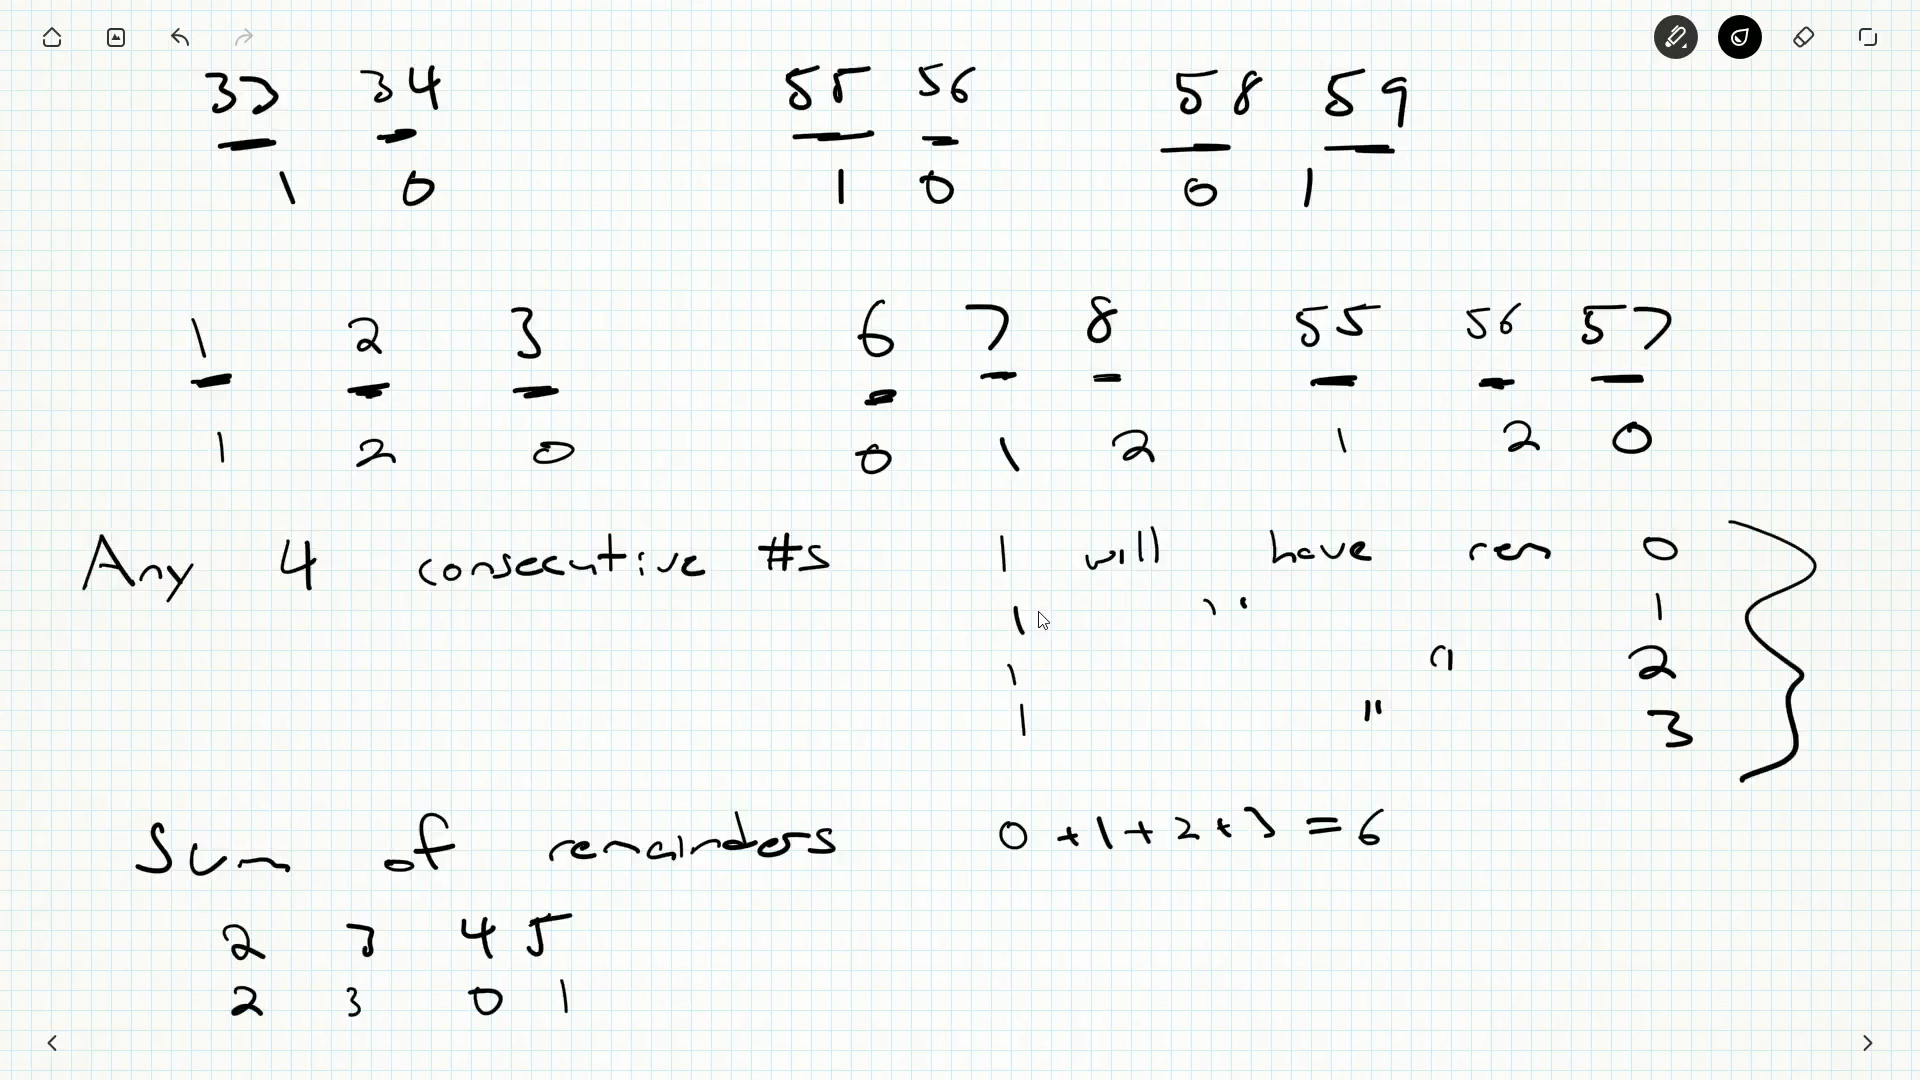 33 34 55 56 58 59
1 0 1 0 0 1
1 2 3 6 7 8 55 56 57
1 2 0 0 1 2 1 2 0
Any 4 consecutive #s 1 will have rem 0
1 " 1
1 " 2
1 " 3
Sum of remainders 0 + 1 + 2 + 3 = 6
2 3 4 5
2 3 0 1